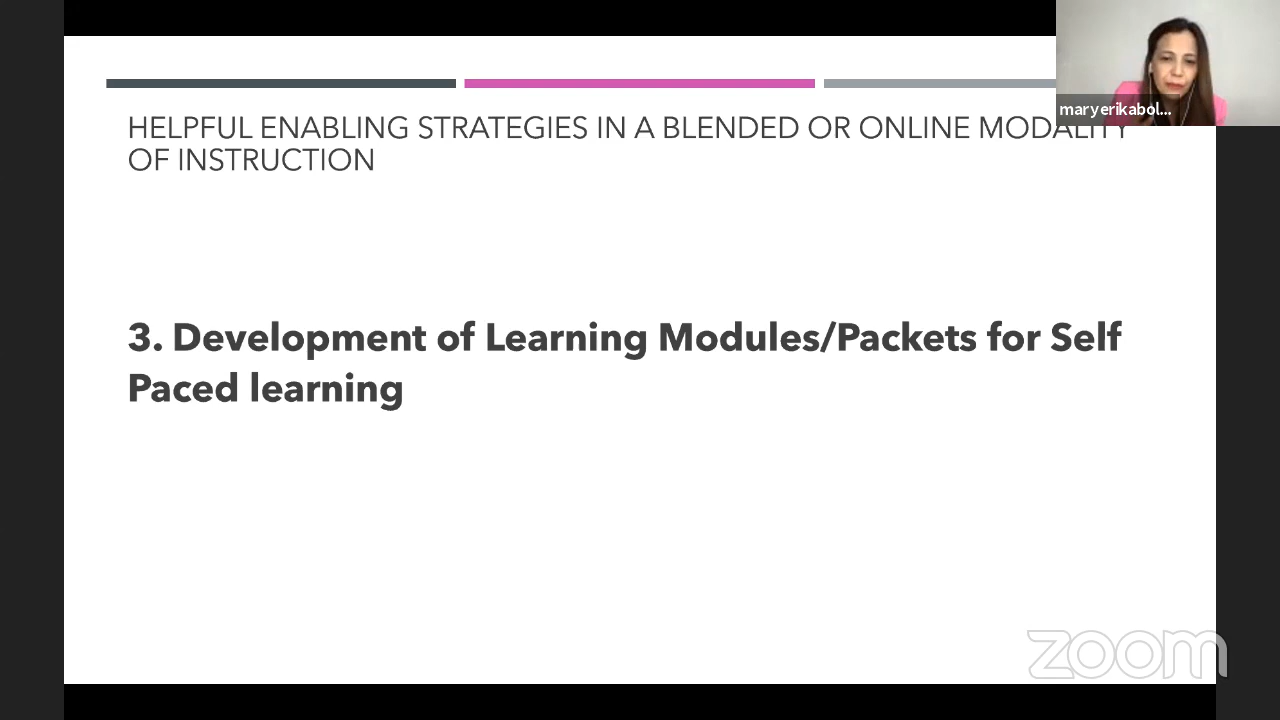 HELPFUL ENABLING STRATEGIES IN A BLENDED OR ONLINE MODALITY
OF INSTRUCTION
maryerikabol...
3. Development of Learning Modules/Packets for Self
Paced learning
zoom